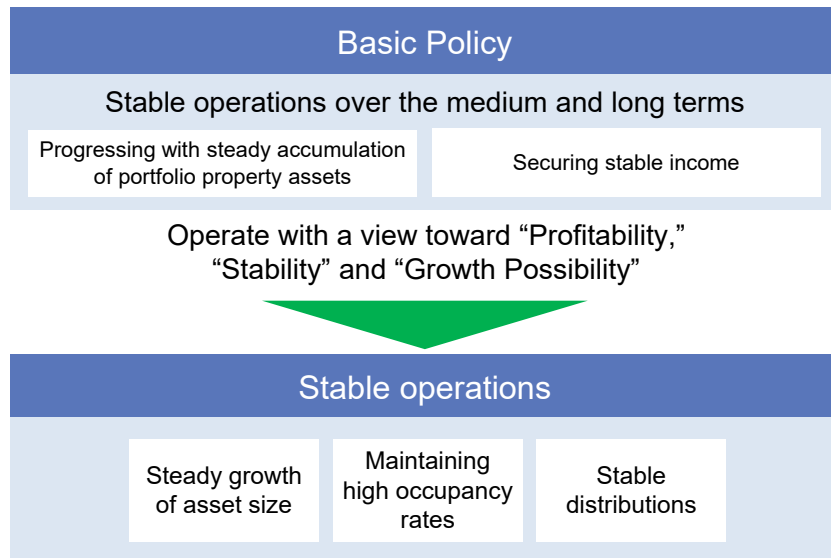 Basic Policy
Stable operations over the medium and long terms
Progressing with steady accumulation
of portfolio property assets
Securing stable income
Operate with a view toward “Profitability,”
“Stability” and “Growth Possibility”
Stable operations
Steady growth
of asset size
Maintaining
high occupancy
rates
Stable
distributions